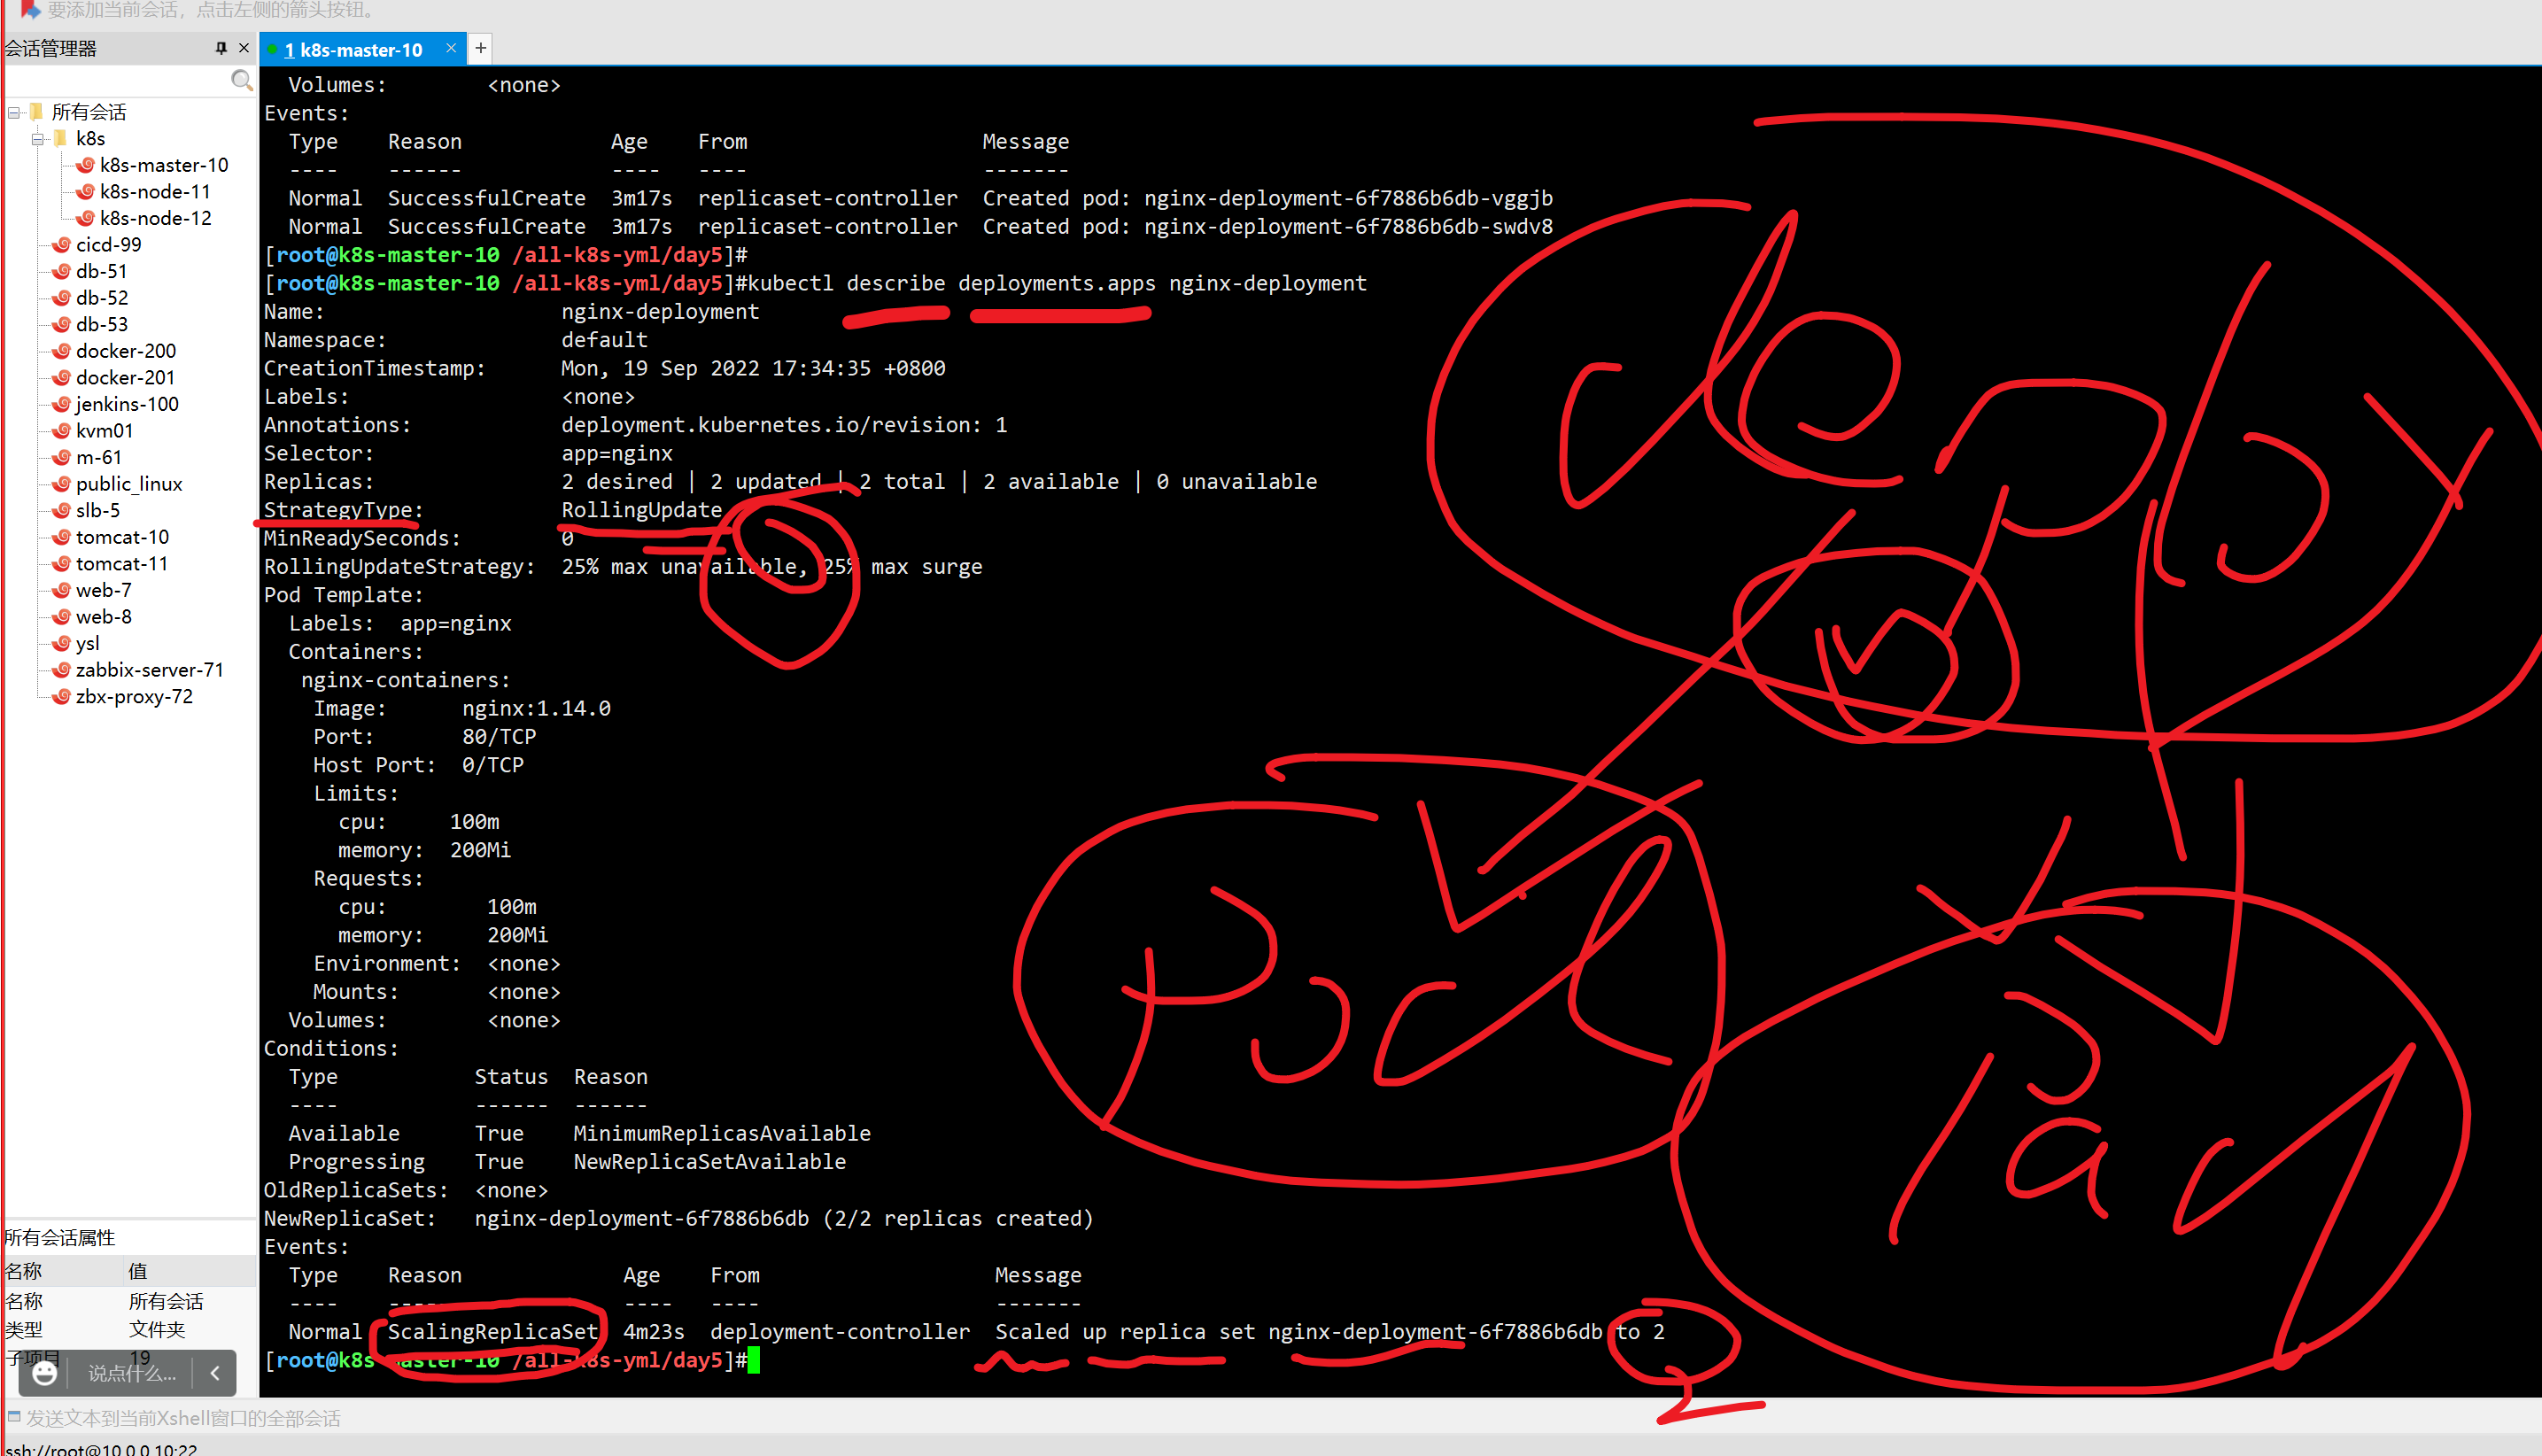 要添加当前会话，点击左侧的箭头按钮。
会话管理器
1 k8s-master-10
所有会话
k8s
k8s-master-10
k8s-node-11
k8s-node-12
cicd-99
db-51
db-52
db-53
docker-200
docker-201
jenkins-100
kvm01
m-61
public_linux
slb-5
tomcat-10
tomcat-11
web-7
web-8
ysl
zabbix-server-71
zbx-proxy-72
所有会话属性
名称 值
名称 所有会话
类型 文件夹
子项目 19
说点什么...
Volumes: <none>
Events:
Type Reason Age From Message
---- ------ ---- ---- -------
Normal SuccessfulCreate 3m17s replicaset-controller Created pod: nginx-deployment-6f7886b6db-vggjb
Normal SuccessfulCreate 3m17s replicaset-controller Created pod: nginx-deployment-6f7886b6db-swdv8
[root@k8s-master-10 /all-k8s-yml/day5]#
[root@k8s-master-10 /all-k8s-yml/day5]#kubectl describe deployments.apps nginx-deployment
Name: nginx-deployment
Namespace: default
CreationTimestamp: Mon, 19 Sep 2022 17:34:35 +0800
Labels: <none>
Annotations: deployment.kubernetes.io/revision: 1
Selector: app=nginx
Replicas: 2 desired | 2 updated | 2 total | 2 available | 0 unavailable
StrategyType: RollingUpdate
MinReadySeconds: 0
RollingUpdateStrategy: 25% max unavailable, 25% max surge
Pod Template:
Labels: app=nginx
Containers:
nginx-containers:
Image: nginx:1.14.0
Port: 80/TCP
Host Port: 0/TCP
Limits:
cpu: 100m
memory: 200Mi
Requests:
cpu: 100m
memory: 200Mi
Environment: <none>
Mounts: <none>
Volumes: <none>
Conditions:
Type Status Reason
---- ------ ------
Available True MinimumReplicasAvailable
Progressing True NewReplicaSetAvailable
OldReplicaSets: <none>
NewReplicaSet: nginx-deployment-6f7886b6db (2/2 replicas created)
Events:
Type Reason Age From Message
---- ------ ---- ---- -------
Normal ScalingReplicaSet 4m23s deployment-controller Scaled up replica set nginx-deployment-6f7886b6db to 2
[root@k8s-master-10 /all-k8s-yml/day5]#
deploy
Pod
2
发送文本到当前Xshell窗口的全部会话
ssh://root@10.0.0.10:22